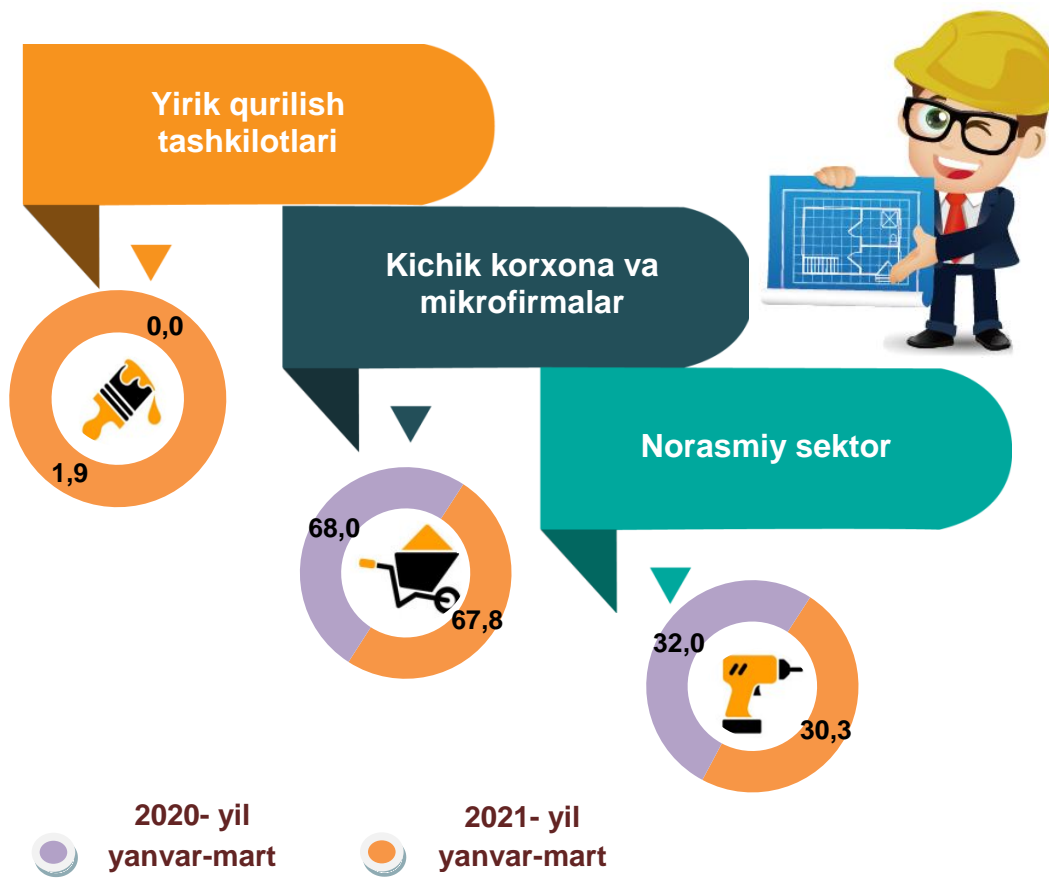 Yirik qurilish
tashkilotlari
Kichik korxona va
mikrofirmalar
Norasmiy sektor
0,0
1,9
68,0
67,8
32,0
30,3
2020- yil
yanvar-mart
2021- yil
yanvar-mart